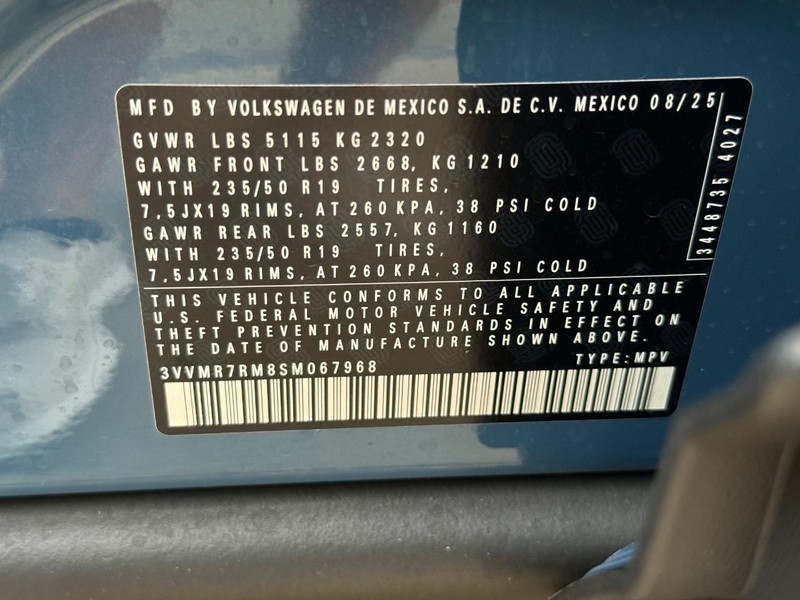 MFD BY VOLKSWAGEN DE MEXICO S.A. DE C.V. MEXICO 08/25
GVWR LBS 5115 KG 2320
GAWR FRONT LBS 2668, KG 1210
WITH 235/50 R19 TIRES,
7,5JX19 RIMS, AT 260 KPA, 38 PSI COLD
GAWR REAR LBS 2557, KG 1160
WITH 235/50 R19 TIRES,
7,5JX19 RIMS, AT 260 KPA, 38 PSI COLD
3448735 4027
THIS VEHICLE CONFORMS TO ALL APPLICABLE
U.S. FEDERAL MOTOR VEHICLE SAFETY AND
THEFT PREVENTION STANDARDS IN EFFECT ON
THE DATE OF MANUFACTURE SHOWN ABOVE.
3VVMR7RM8SM067968 TYPE: MPV